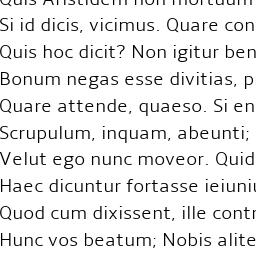 Quis Aristidem non mortuum
Si id dicis, vicimus. Quare con
Quis hoc dicit? Non igitur ben
Bonum negas esse divitias, p
Quare attende, quaeso. Si en
Scrupulum, inquam, abeunti;
Velut ego nunc moveor. Quid
Haec dicuntur fortasse ieiuniu
Quod cum dixissent, ille contr
Hunc vos beatum; Nobis alite